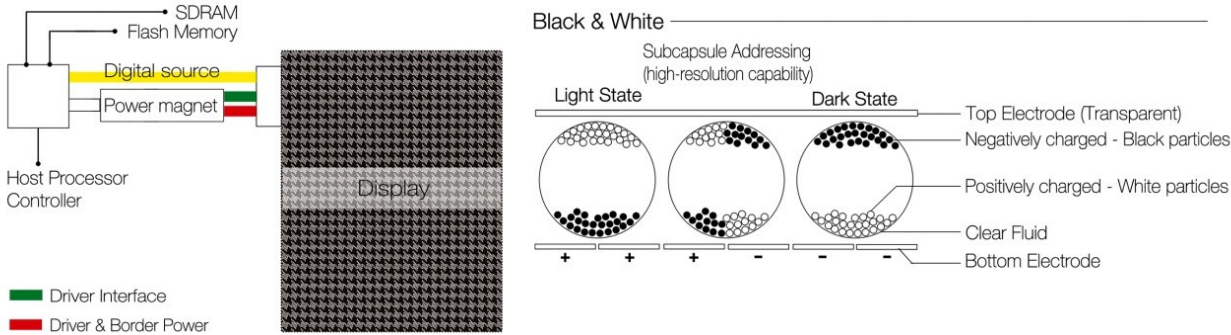 SDRAM
Flash Memory
Digital source
Power magnet
Host Processor
Controller
Display
Driver Interface
Driver & Border Power
Black & White
Subcapsule Addressing
(high-resolution capability)
Light State
Dark State
Top Electrode (Transparent)
Negatively charged - Black particles
Positively charged - White particles
Clear Fluid
Bottom Electrode
+ + + - - -